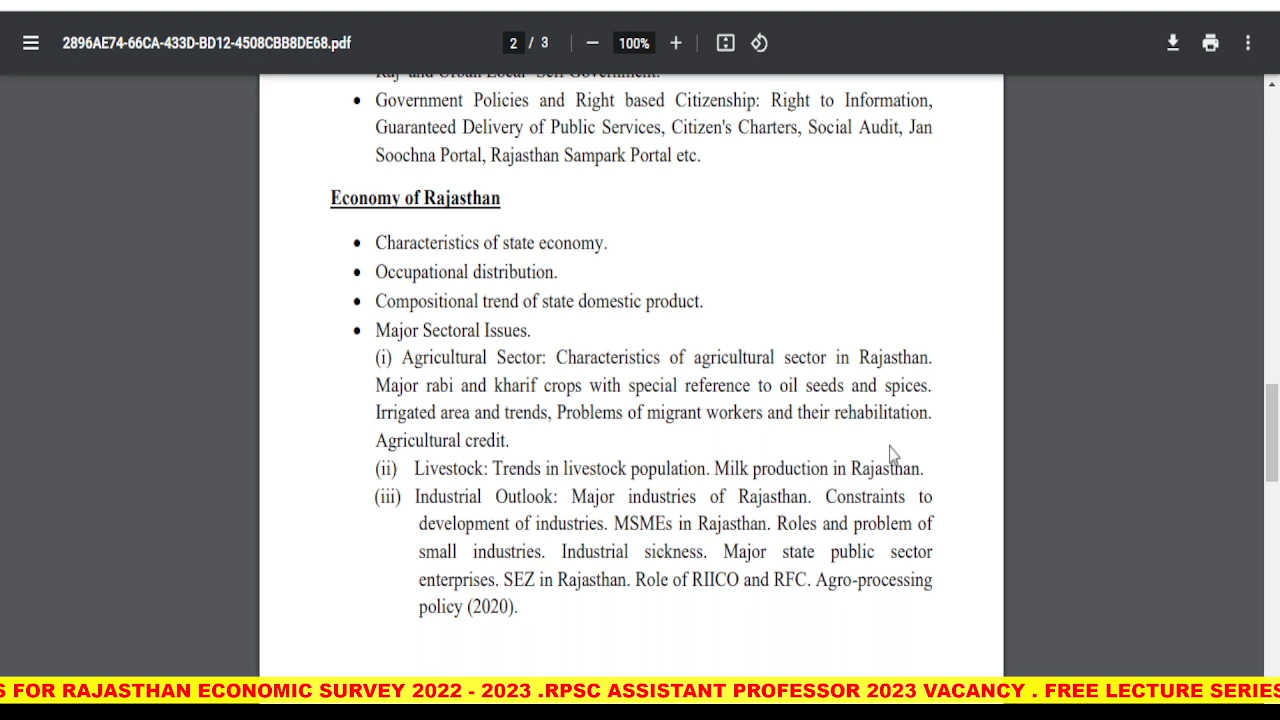 2896AE74-66CA-433D-BD12-4508CBB8DE68.pdf 2 / 3 100%
Raj and Urban Local Self Government.
• Government Policies and Right based Citizenship: Right to Information,
Guaranteed Delivery of Public Services, Citizen's Charters, Social Audit, Jan
Soochna Portal, Rajasthan Sampark Portal etc.
Economy of Rajasthan
• Characteristics of state economy.
• Occupational distribution.
• Compositional trend of state domestic product.
• Major Sectoral Issues.
(i) Agricultural Sector: Characteristics of agricultural sector in Rajasthan.
Major rabi and kharif crops with special reference to oil seeds and spices.
Irrigated area and trends, Problems of migrant workers and their rehabilitation.
Agricultural credit.
(ii) Livestock: Trends in livestock population. Milk production in Rajasthan.
(iii) Industrial Outlook: Major industries of Rajasthan. Constraints to
development of industries. MSMEs in Rajasthan. Roles and problem of
small industries. Industrial sickness. Major state public sector
enterprises. SEZ in Rajasthan. Role of RIICO and RFC. Agro-processing
policy (2020).
S FOR RAJASTHAN ECONOMIC SURVEY 2022 - 2023 .RPSC ASSISTANT PROFESSOR 2023 VACANCY . FREE LECTURE SERIES